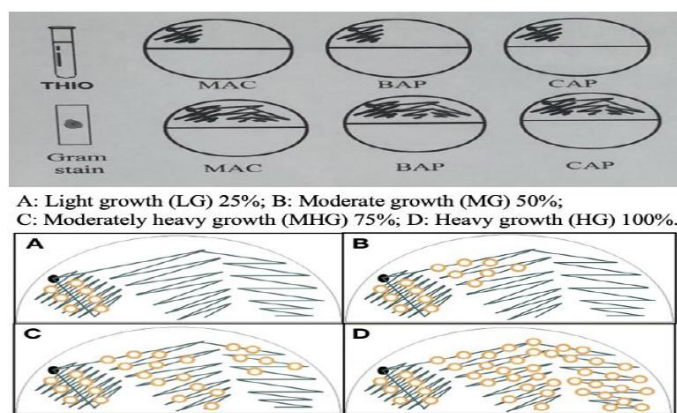 MAC BAP CAP
THIO
Gram
stain
MAC BAP CAP
A: Light growth (LG) 25%; B: Moderate growth (MG) 50%;
C: Moderately heavy growth (MHG) 75%; D: Heavy growth (HG) 100%.
A B
C D